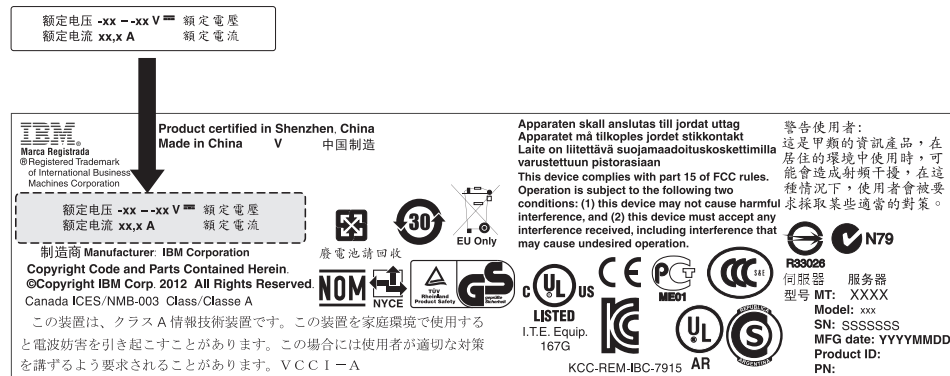 额定电压 -xx – -xx V 額定電壓
额定电流 xx,x A 額定電流
IBM®
Marca Registrada
® Registered Trademark
of International Business
Machines Corporation
Product certified in Shenzhen, China
Made in China V 中国制造
额定电压 -xx – -xx V 額定電壓
额定电流 xx,x A 額定電流
制造商 Manufacturer: IBM Corporation
Copyright Code and Parts Contained Herein.
©Copyright IBM Corp. 2012 All Rights Reserved.
Canada ICES/NMB-003 Class/Classe A
この装置は、クラスA情報技術装置です。この装置を家庭環境で使用する
と電波妨害を引き起こすことがあります。この場合には使用者が適切な対策
を講ずるよう要求されることがあります。VCCI-A
廢電池請回收
30
EU Only
NOM
NYCE
TÜV
Rheinland
Product Safety
GS
geprüfte
Sicherheit
Apparaten skall anslutas till jordat uttag
Apparatet må tilkoples jordet stikkontakt
Laite on liitettävä suojamaadoituskoskettimilla
varustettuun pistorasiaan
This device complies with part 15 of FCC rules.
Operation is subject to the following two
conditions: (1) this device may not cause harmful
interference, and (2) this device must accept any
interference received, including interference that
may cause undesired operation.
C UL US
LISTED
I.T.E. Equip.
167G
CE
KCC-REM-IBC-7915
PCT
ME01
CCC
S&E
UL
AR
REPUBLICA
S
ARGENTINA
警告使用者:
這是甲類的資訊產品，在
居住的環境中使用時，可
能會造成射頻干擾，在這
種情況下，使用者會被要
求採取某些適當的對策。
R33026
N79
伺服器 服务器
型号 MT: XXXX
Model: xxx
SN: SSSSSSS
MFG date: YYYYMMDD
Product ID:
PN: